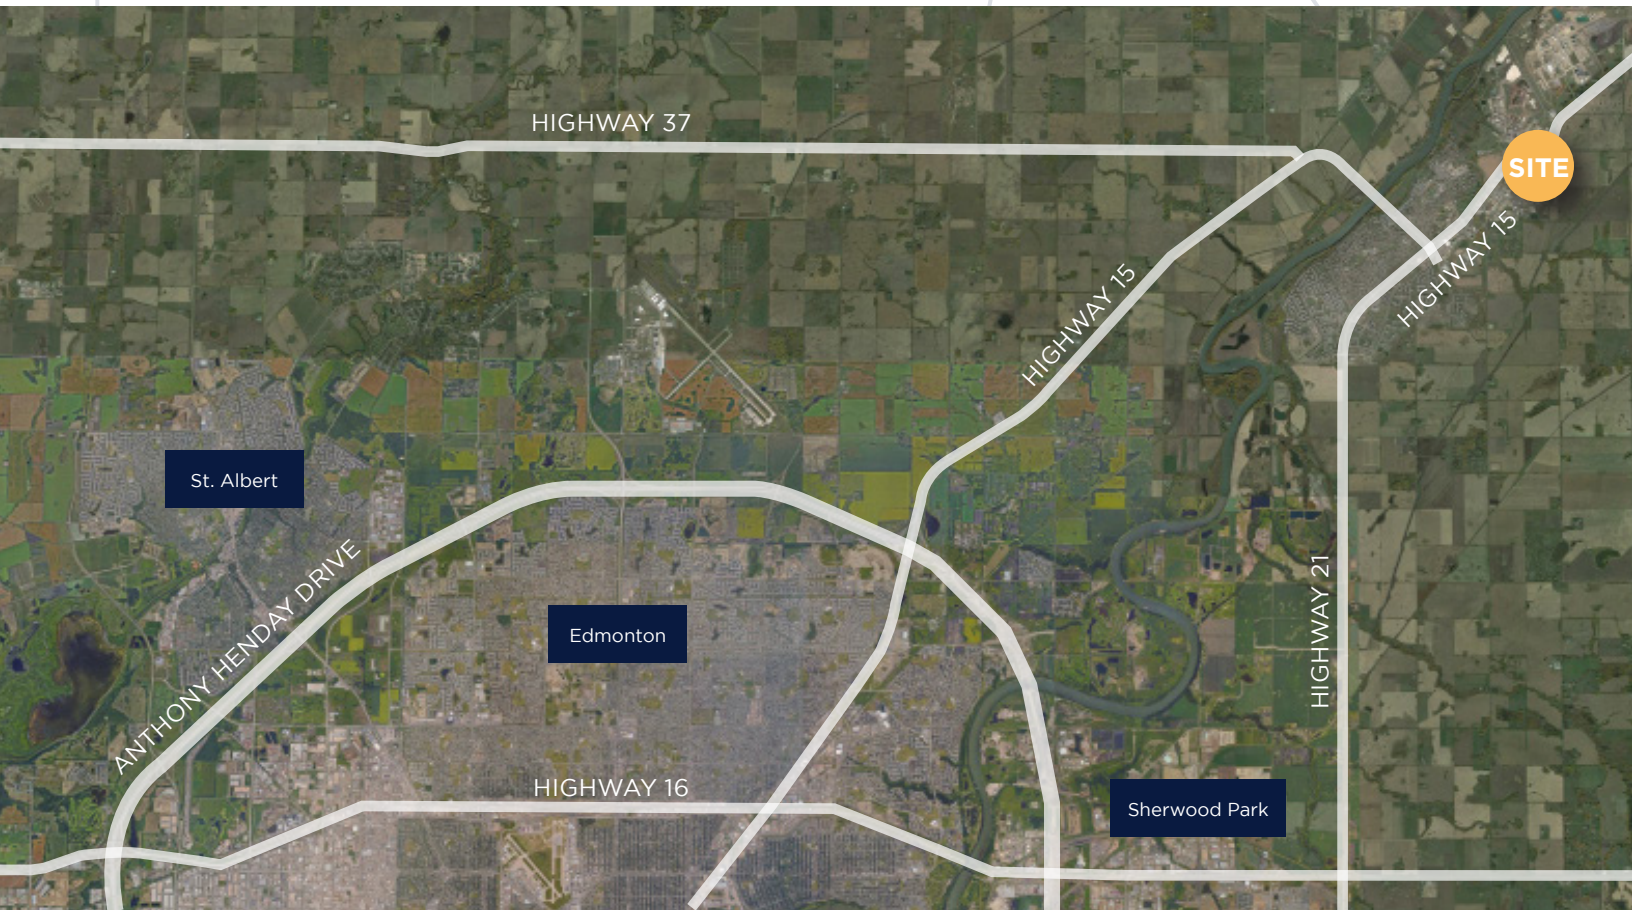 HIGHWAY 37
SITE
HIGHWAY 15
HIGHWAY 15
St. Albert
ANTHONY HENDAY DRIVE
Edmonton
HIGHWAY 21
HIGHWAY 16
Sherwood Park